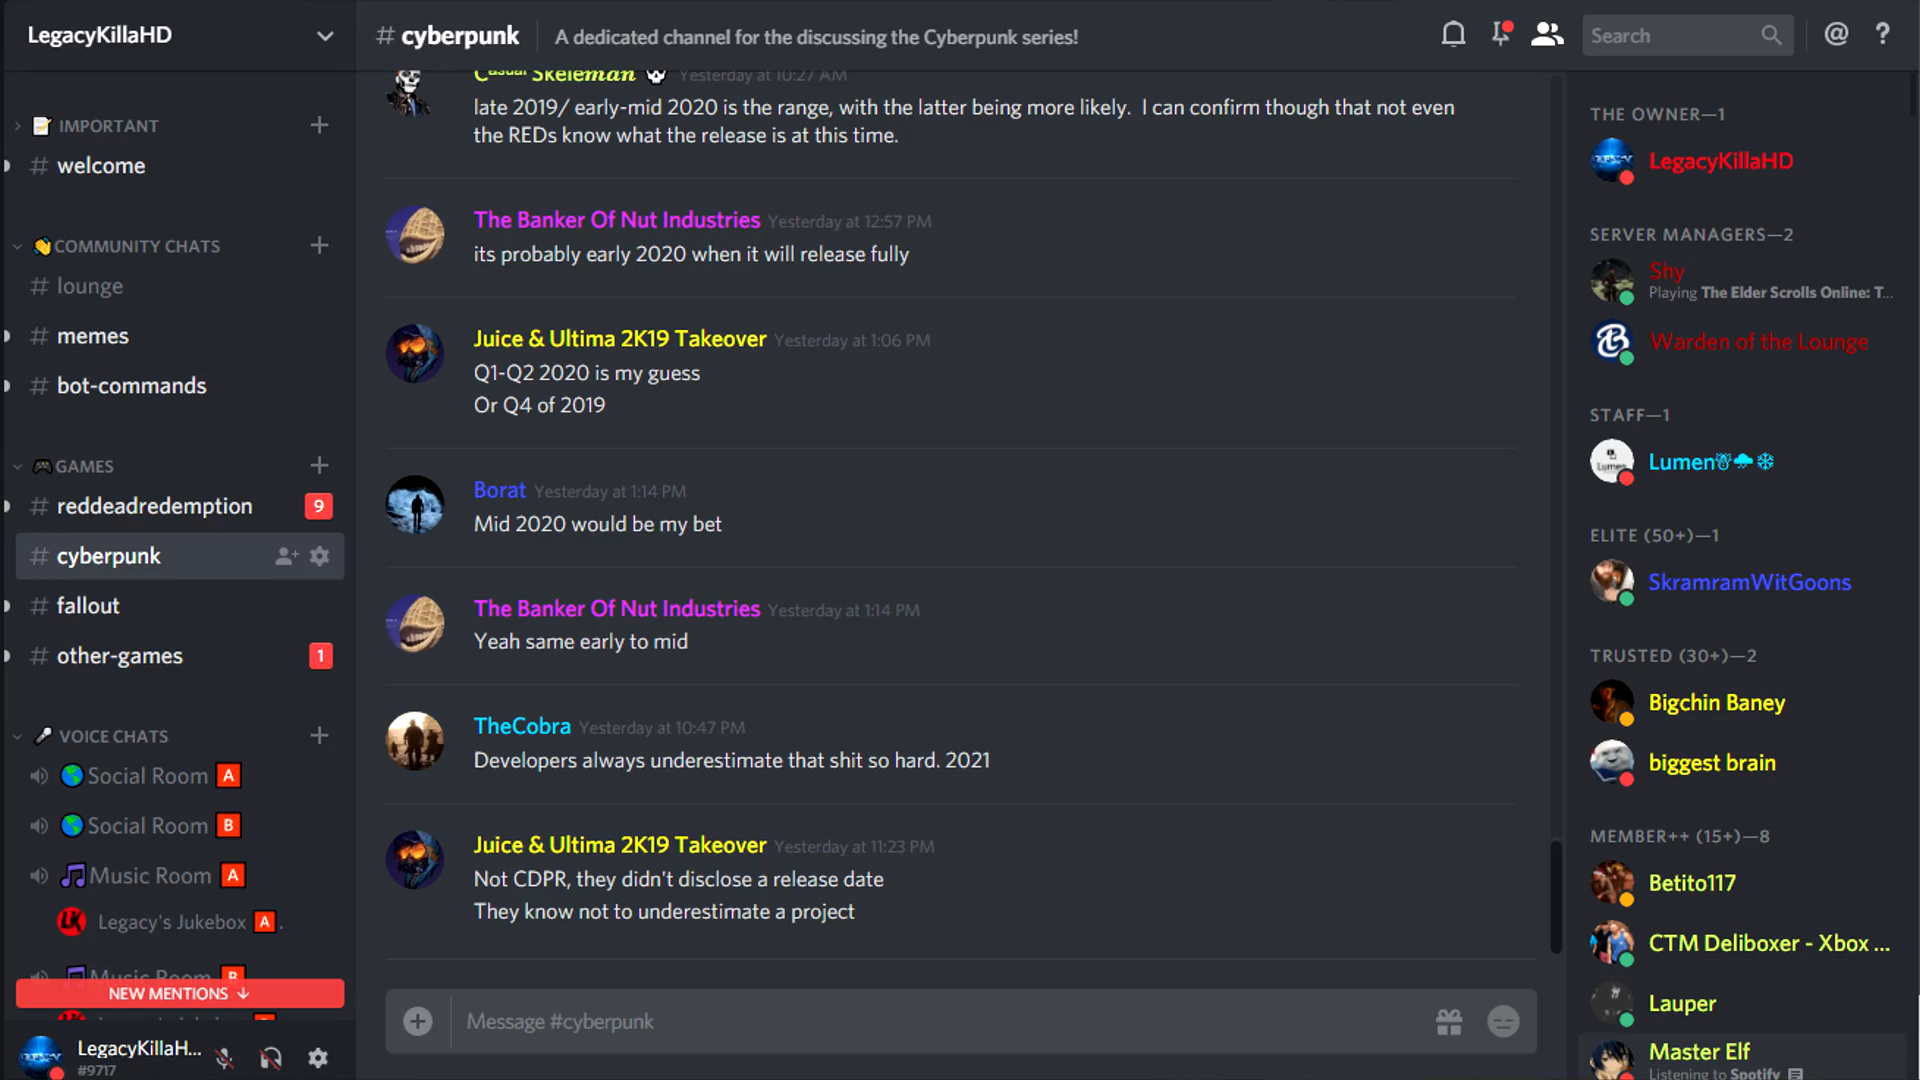 LegacyKillaHD
IMPORTANT
# welcome
COMMUNITY CHATS
# lounge
# memes
# bot-commands
GAMES
# reddeadredemption 9
# cyberpunk
# fallout
# other-games 1
VOICE CHATS
Social Room A
Social Room B
Music Room A
LK Legacy's Jukebox A .
Music Room B
NEW MENTIONS ↓
LegacyKillaH...
#9717
# cyberpunk A dedicated channel for the discussing the Cyberpunk series!
Search @ ?
Casual Skeleman Yesterday at 10:27 AM
late 2019/ early-mid 2020 is the range, with the latter being more likely. I can confirm though that not even
the REDs know what the release is at this time.
The Banker Of Nut Industries Yesterday at 12:57 PM
its probably early 2020 when it will release fully
Juice & Ultima 2K19 Takeover Yesterday at 1:06 PM
Q1-Q2 2020 is my guess
Or Q4 of 2019
Borat Yesterday at 1:14 PM
Mid 2020 would be my bet
The Banker Of Nut Industries Yesterday at 1:14 PM
Yeah same early to mid
TheCobra Yesterday at 10:47 PM
Developers always underestimate that shit so hard. 2021
Juice & Ultima 2K19 Takeover Yesterday at 11:23 PM
Not CDPR, they didn't disclose a release date
They know not to underestimate a project
Message #cyberpunk
THE OWNER—1
LegacyKillaHD
SERVER MANAGERS—2
Shy
Playing The Elder Scrolls Online: T...
Warden of the Lounge
STAFF—1
Lumen
ELITE (50+)—1
SkramramWitGoons
TRUSTED (30+)—2
Bigchin Baney
biggest brain
MEMBER++ (15+)—8
Betito117
CTM Deliboxer - Xbox ...
Lauper
Master Elf
Listening to Spotify